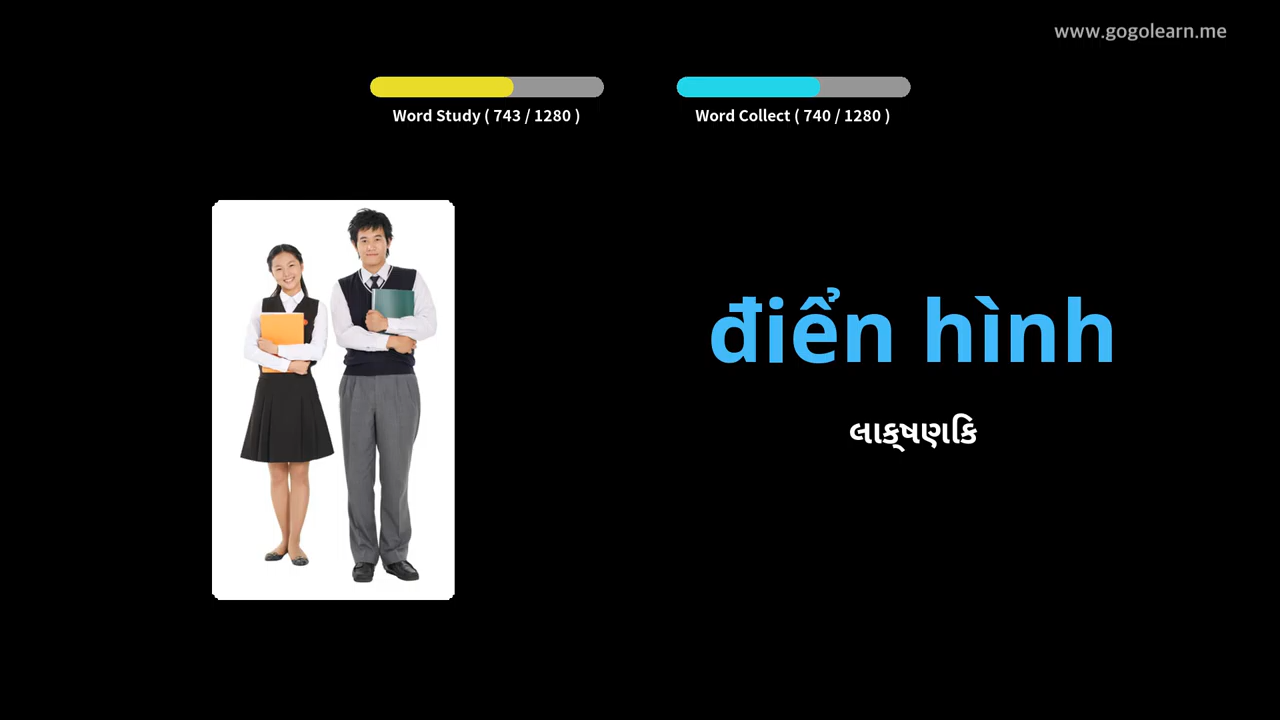 www.gogolearn.me
Word Study ( 743 / 1280 )
Word Collect ( 740 / 1280 )
điển hình
લાક્ષણિક